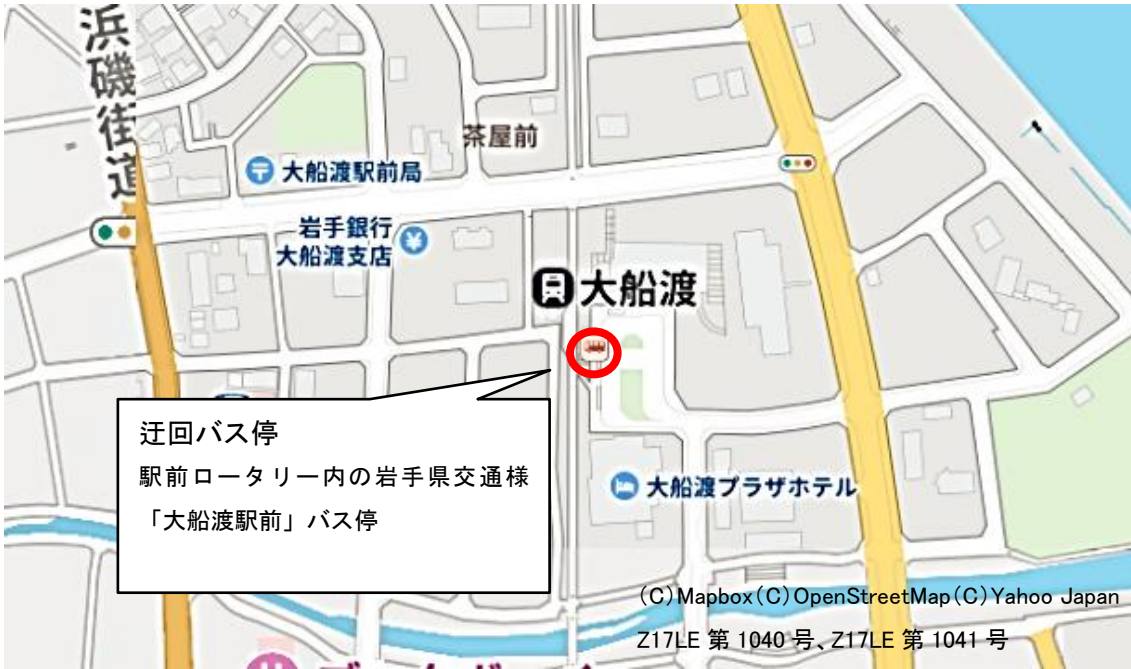 浜磯街道
茶屋前
大船渡駅前局
岩手銀行
大船渡支店
大船渡
迂回バス停
駅前ロータリー内の岩手県交通様
「大船渡駅前」バス停
大船渡プラザホテル
(C)Mapbox(C)OpenStreetMap(C)Yahoo Japan
Z17LE 第 1040 号、Z17LE 第 1041 号